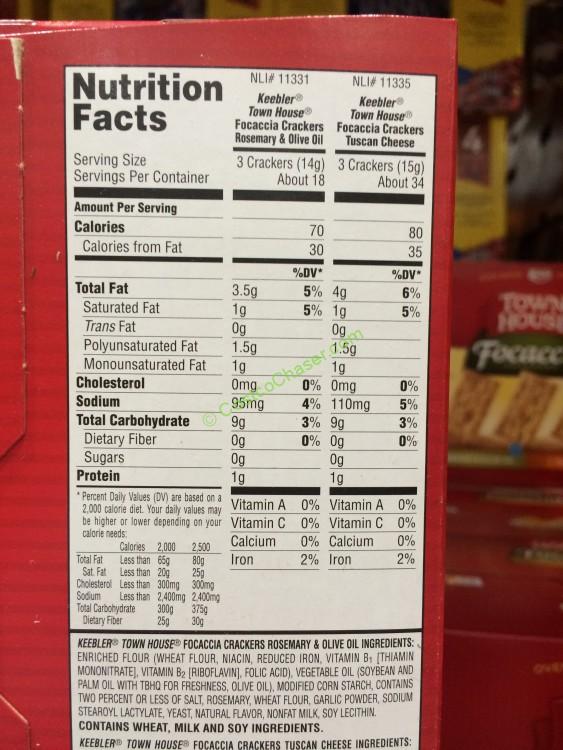 Nutrition Facts
NLI# 11331 NLI# 11335
Keebler® Keebler®
Town House® Town House®
Focaccia Crackers Focaccia Crackers
Rosemary & Olive Oil Tuscan Cheese
Serving Size 3 Crackers (14g) 3 Crackers (15g)
Servings Per Container About 18 About 34
Amount Per Serving
Calories 70 80
Calories from Fat 30 35
%DV* %DV*
Total Fat 3.5g 5% 4g 6%
Saturated Fat 1g 5% 1g 5%
Trans Fat 0g 0g
Polyunsaturated Fat 1.5g 1.5g
Monounsaturated Fat 1g 1g
Cholesterol 0mg 0% 0mg 0%
Sodium 95mg 4% 110mg 5%
Total Carbohydrate 9g 3% 9g 3%
Dietary Fiber 0g 0% 0g 0%
Sugars 0g 0g
Protein 1g 1g
© CostcoChaser.com
* Percent Daily Values (DV) are based on a
2,000 calorie diet. Your daily values may
be higher or lower depending on your
calorie needs:
Calories 2,000 2,500
Total Fat Less than 65g 80g
Sat. Fat Less than 20g 25g
Cholesterol Less than 300mg 300mg
Sodium Less than 2,400mg 2,400mg
Total Carbohydrate 300g 375g
Dietary Fiber 25g 30g
Vitamin A 0% Vitamin A 0%
Vitamin C 0% Vitamin C 0%
Calcium 0% Calcium 0%
Iron 2% Iron 2%
KEEBLER® TOWN HOUSE® FOCACCIA CRACKERS ROSEMARY & OLIVE OIL INGREDIENTS:
ENRICHED FLOUR (WHEAT FLOUR, NIACIN, REDUCED IRON, VITAMIN B1 [THIAMIN
MONONITRATE], VITAMIN B2 [RIBOFLAVIN], FOLIC ACID), VEGETABLE OIL (SOYBEAN AND
PALM OIL WITH TBHQ FOR FRESHNESS, OLIVE OIL), MODIFIED CORN STARCH, CONTAINS
TWO PERCENT OR LESS OF SALT, ROSEMARY, WHEAT FLOUR, GARLIC POWDER, SODIUM
STEAROYL LACTYLATE, YEAST, NATURAL FLAVOR, NONFAT MILK, SOY LECITHIN.
CONTAINS WHEAT, MILK AND SOY INGREDIENTS.
KEEBLER® TOWN HOUSE® FOCACCIA CRACKERS TUSCAN CHEESE INGREDIENTS:
TOWN
HOUSE